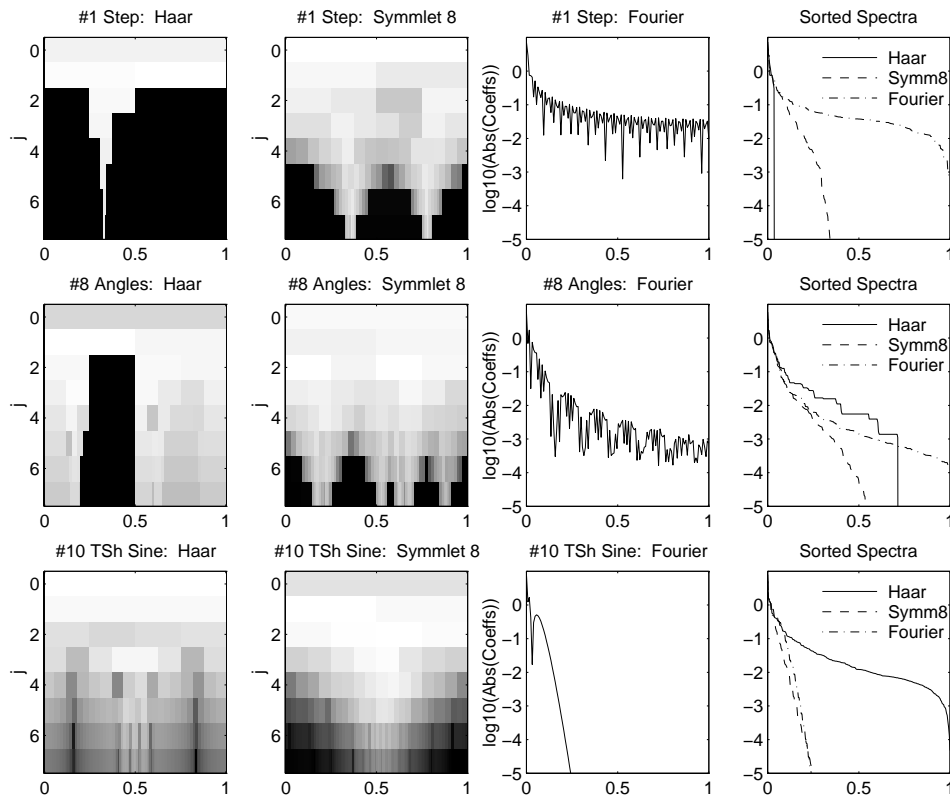 #1 Step: Haar
0
2
4
6
j
0 0.5 1
#1 Step: Symmlet 8
0
2
4
6
0 0.5 1
#1 Step: Fourier
log10(Abs(Coeffs))
0
−1
−2
−3
−4
−5
0 0.5 1
Sorted Spectra
Haar
Symm8
Fourier
0
−1
−2
−3
−4
−5
0 0.5 1
#8 Angles: Haar
0
2
4
6
j
0 0.5 1
#8 Angles: Symmlet 8
0
2
4
6
0 0.5 1
#8 Angles: Fourier
log10(Abs(Coeffs))
0
−1
−2
−3
−4
−5
0 0.5 1
Sorted Spectra
Haar
Symm8
Fourier
0
−1
−2
−3
−4
−5
0 0.5 1
#10 TSh Sine: Haar
0
2
4
6
j
0 0.5 1
#10 TSh Sine: Symmlet 8
0
2
4
6
0 0.5 1
#10 TSh Sine: Fourier
log10(Abs(Coeffs))
0
−1
−2
−3
−4
−5
0 0.5 1
Sorted Spectra
Haar
Symm8
Fourier
0
−1
−2
−3
−4
−5
0 0.5 1